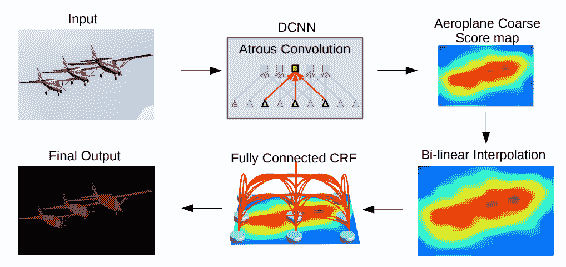 Input
DCNN
Atrous Convolution
Aeroplane Coarse
Score map
Final Output
Fully Connected CRF
Bi-linear Interpolation